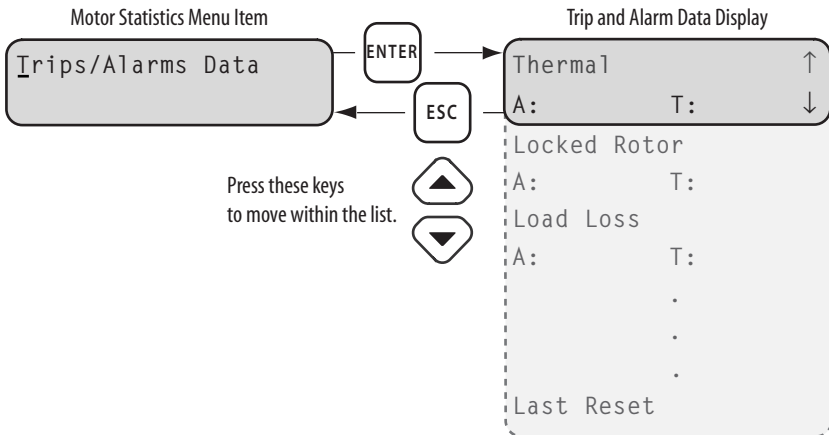 Motor Statistics Menu Item
Trips/Alarms Data
ENTER
ESC
Press these keys
to move within the list.
Trip and Alarm Data Display
Thermal ↑
A: T: ↓
Locked Rotor
A: T:
Load Loss
A: T:
.
.
.
Last Reset